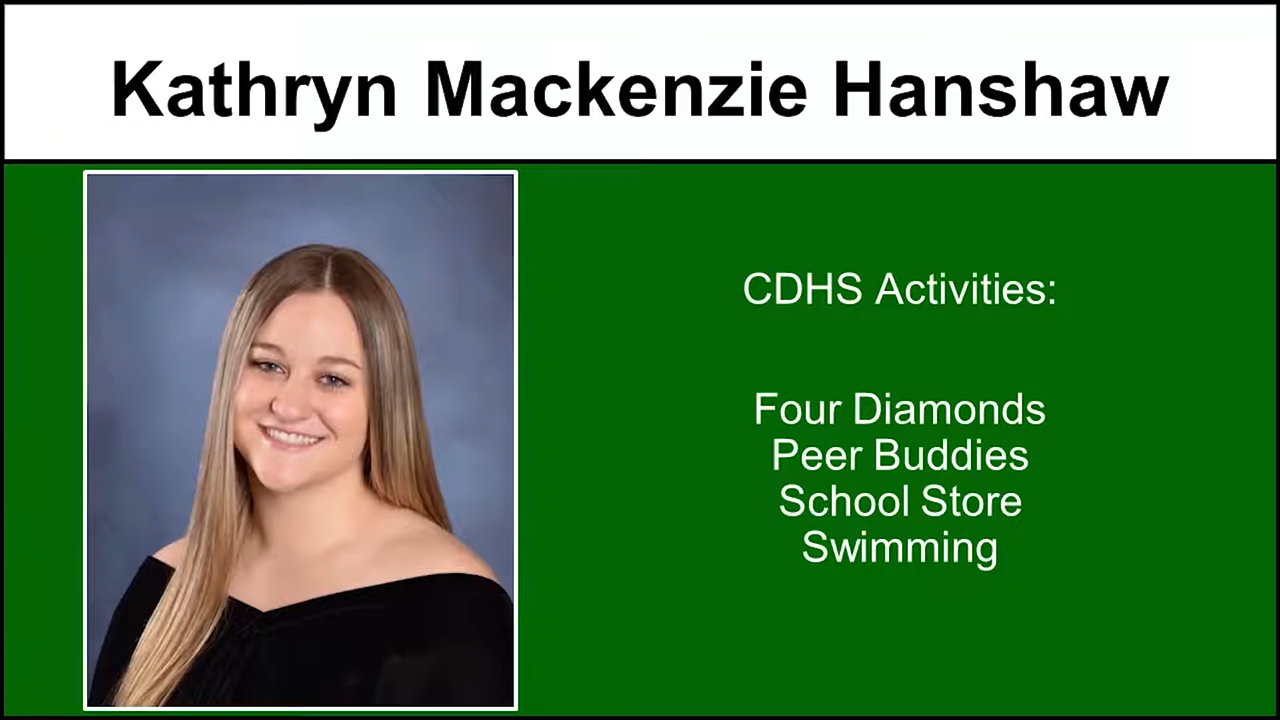 Kathryn Mackenzie Hanshaw
CDHS Activities:
Four Diamonds
Peer Buddies
School Store
Swimming